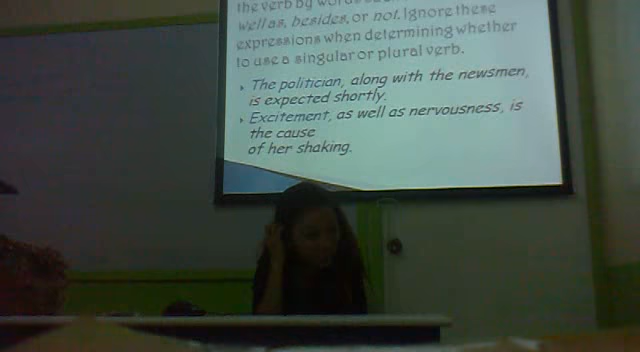 the verb by
well as, besides, or not. Ignore these
expressions when determining whether
to use a singular or plural verb.
The politician, along with the newsmen,
is expected shortly.
Excitement, as well as nervousness, is
the cause
of her shaking.